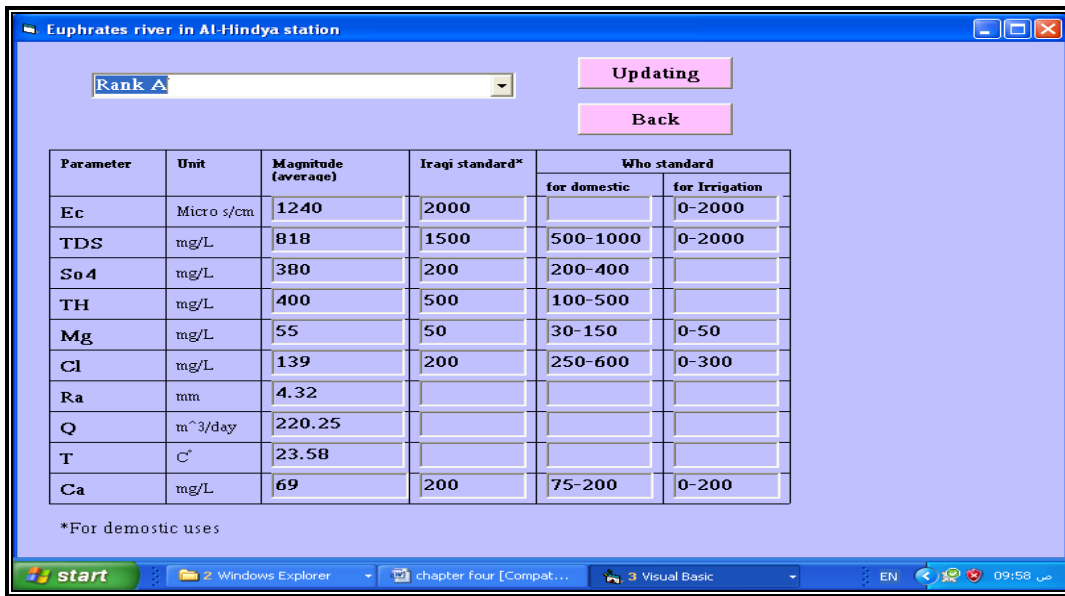 Euphrates river in Al-Hindya station
Rank A
Updating
Back
Parameter Unit Magnitude (average) Iraqi standard* Who standard
for domestic for Irrigation
Ec Micro s/cm 1240 2000 0-2000
TDS mg/L 818 1500 500-1000 0-2000
So4 mg/L 380 200 200-400
TH mg/L 400 500 100-500
Mg mg/L 55 50 30-150 0-50
Cl mg/L 139 200 250-600 0-300
Ra mm 4.32
Q m^3/day 220.25
T C° 23.58
Ca mg/L 69 200 75-200 0-200
*For demostic uses
start 2 Windows Explorer chapter four [Compat... 3 Visual Basic EN 09:58 ص